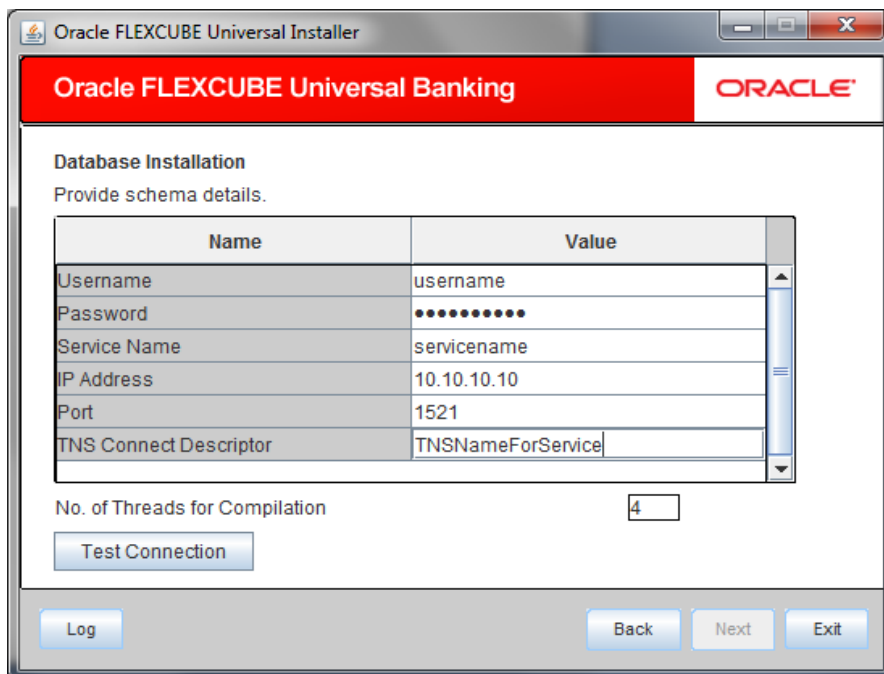 Oracle FLEXCUBE Universal Installer
Oracle FLEXCUBE Universal Banking ORACLE
Database Installation
Provide schema details.
Name Value
Username username
Password ••••••••••
Service Name servicename
IP Address 10.10.10.10
Port 1521
TNS Connect Descriptor TNSNameForService
No. of Threads for Compilation 4
Test Connection
Log Back Next Exit